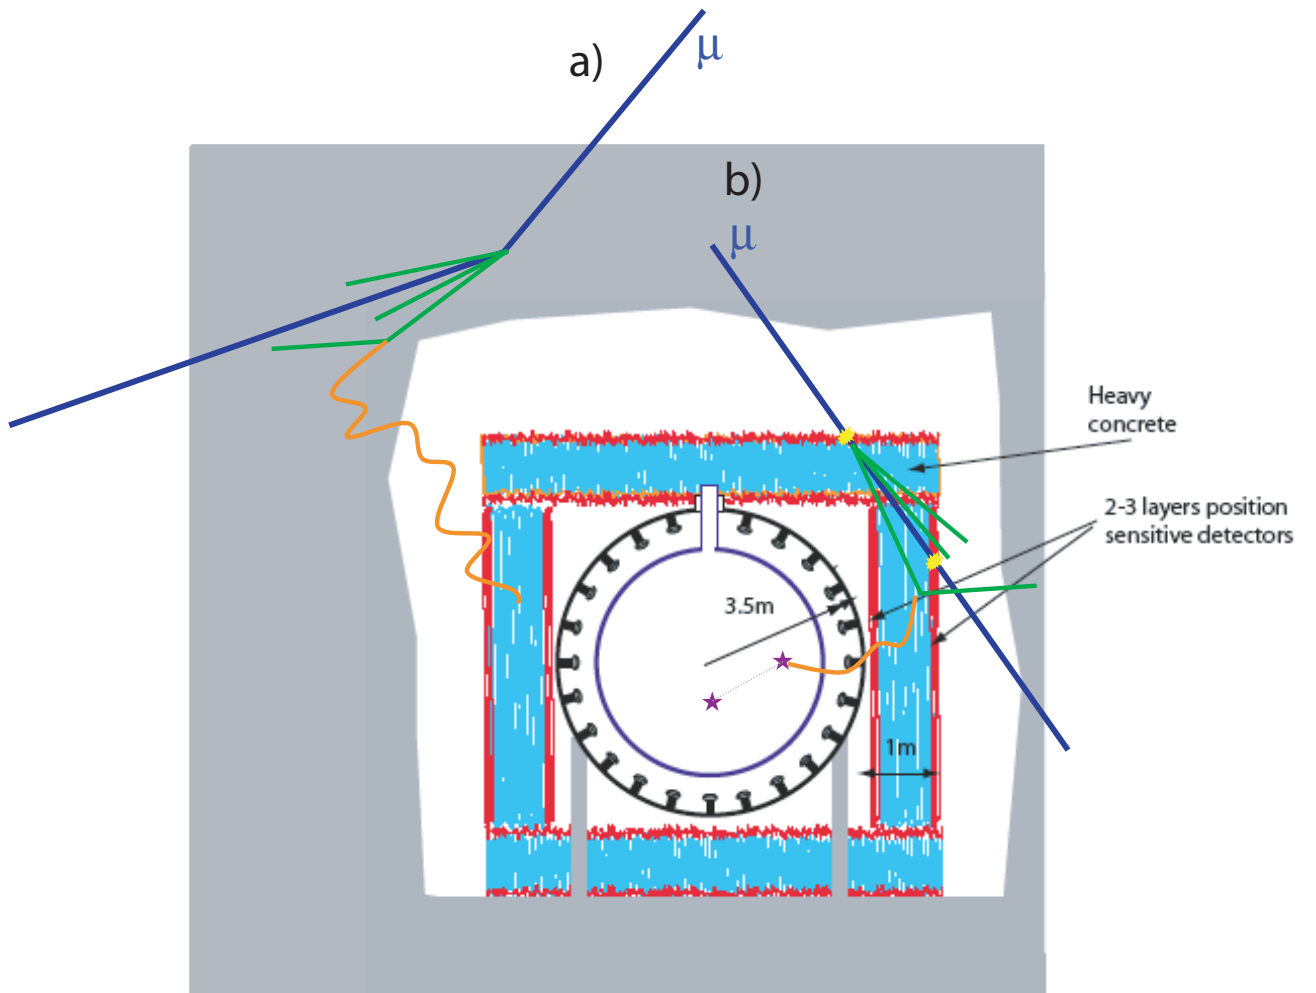 a)
μ
b)
μ
Heavy
concrete
2-3 layers position
sensitive detectors
3.5m
1m